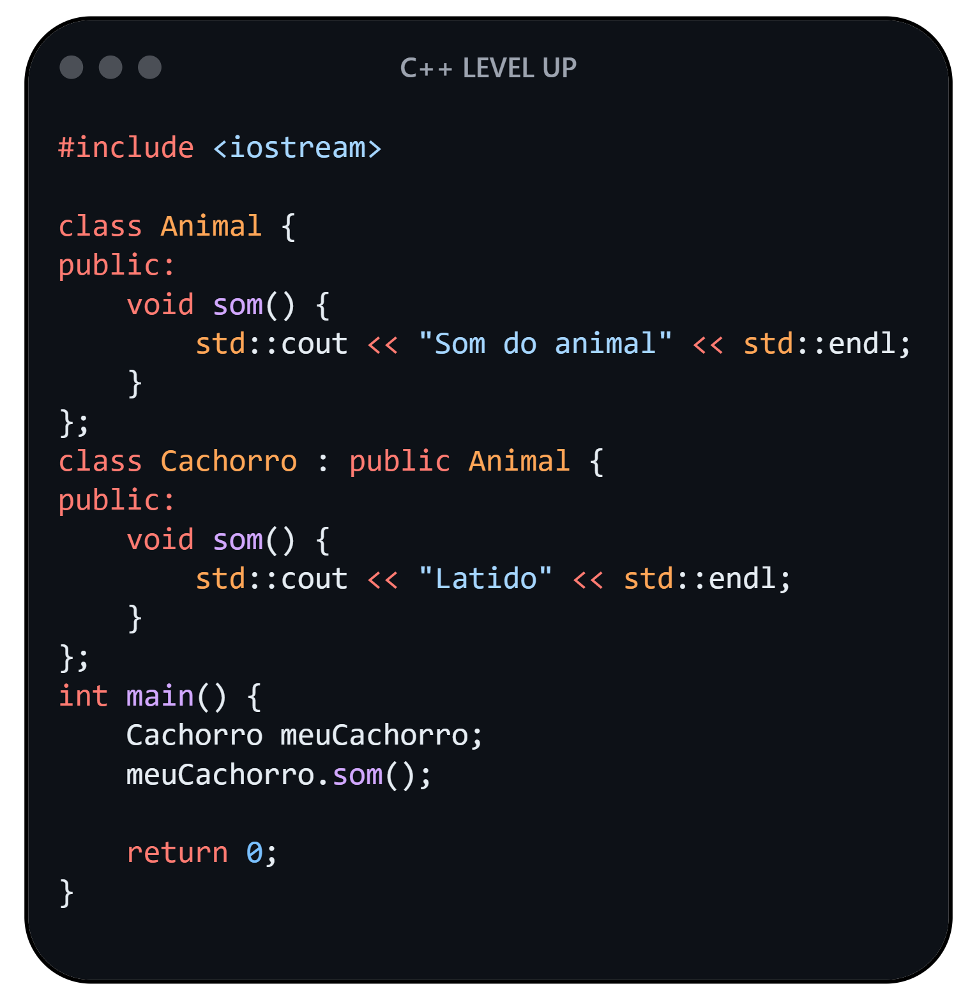 C++ LEVEL UP
#include <iostream>
class Animal {
public:
    void som() {
        std::cout << "Som do animal" << std::endl;
    }
};
class Cachorro : public Animal {
public:
    void som() {
        std::cout << "Latido" << std::endl;
    }
};
int main() {
    Cachorro meuCachorro;
    meuCachorro.som();
    return 0;
}